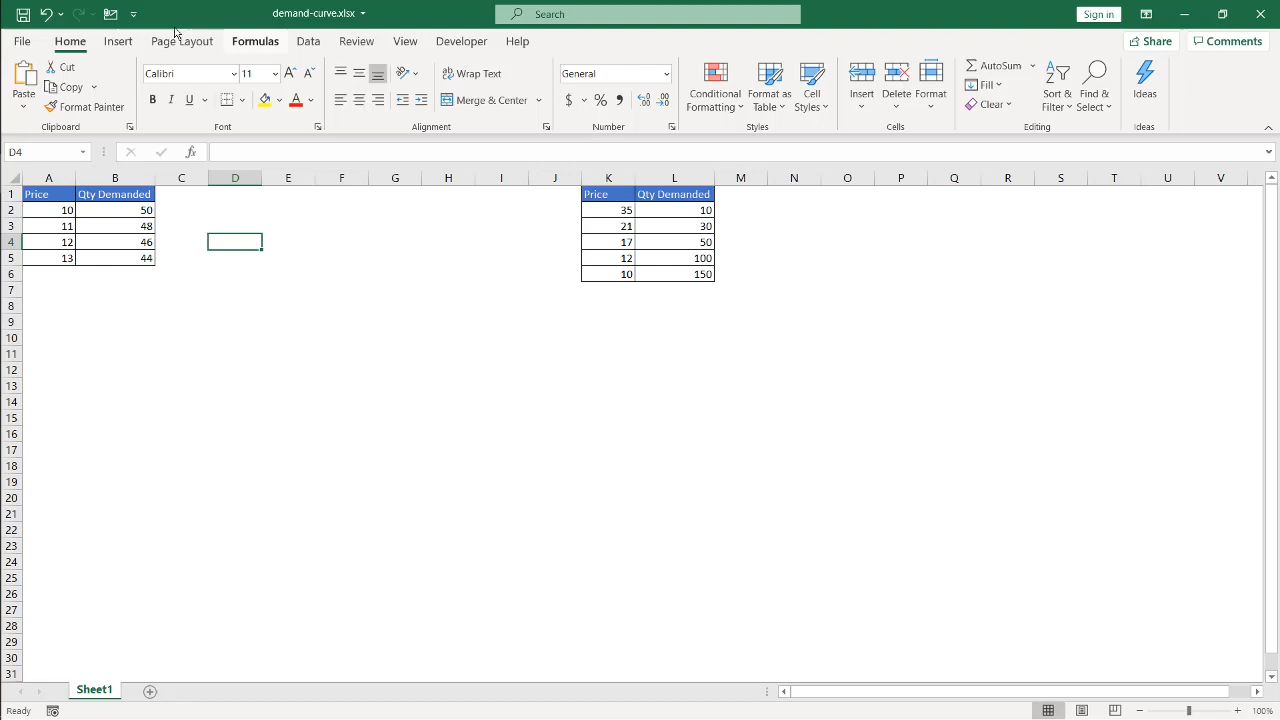 demand-curve.xlsx
Search
Sign in
File Home Insert Page Layout Formulas Data Review View Developer Help
Share Comments
Paste
Cut
Copy
Format Painter
Clipboard
Calibri 11
B I U
Font
Wrap Text
Merge & Center
Alignment
General
$ % ,
Number
Conditional Formatting
Format as Table
Cell Styles
Styles
Insert Delete Format
Cells
AutoSum
Fill
Clear
Sort & Filter
Find & Select
Editing
Ideas
Ideas
D4
fx
A B C D E F G H I J K L M N O P Q R S T U V
1 Price Qty Demanded Price Qty Demanded
2 10 50 35 10
3 11 48 21 30
4 12 46 17 50
5 13 44 12 100
6 10 150
7
8
9
10
11
12
13
14
15
16
17
18
19
20
21
22
23
24
25
26
27
28
29
30
31
Sheet1
Ready
100%